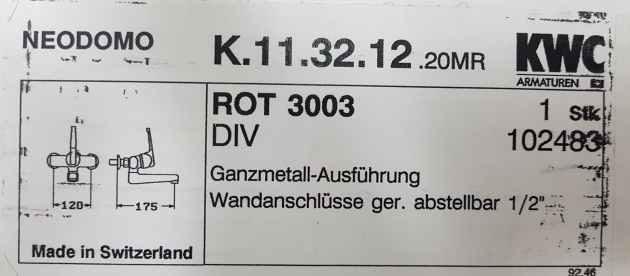 NEODOMO
K.11.32.12.20MR
KWC
ARMATUREN
ROT 3003
1 Stk
DIV
102483
Ganzmetall-Ausführung
Wandanschlüsse ger. abstellbar 1/2"
120
175
Made in Switzerland
92.46